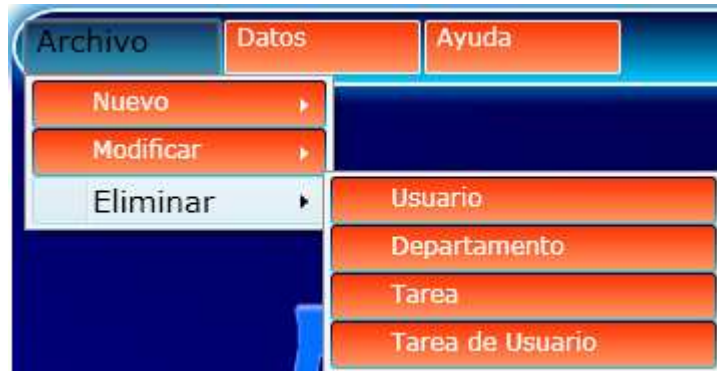 Archivo
Datos
Ayuda
Nuevo
Modificar
Eliminar
Usuario
Departamento
Tarea
Tarea de Usuario